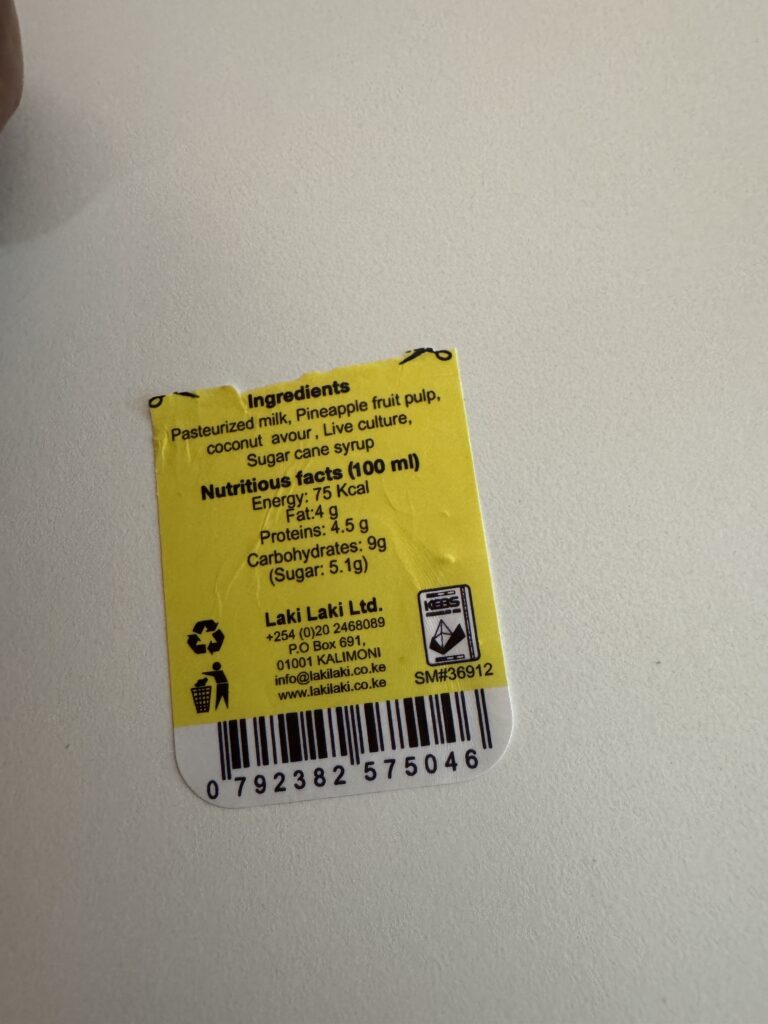 Ingredients
Pasteurized milk, Pineapple fruit pulp,
coconut avour , Live culture,
Sugar cane syrup
Nutritious facts (100 ml)
Energy: 75 Kcal
Fat:4 g
Proteins: 4.5 g
Carbohydrates: 9g
(Sugar: 5.1g)
Laki Laki Ltd.
+254 (0)20 2468089
P.O Box 691,
01001 KALIMONI
info@lakilaki.co.ke
www.lakilaki.co.ke
KEBS
SM#36912
0 792382 575046